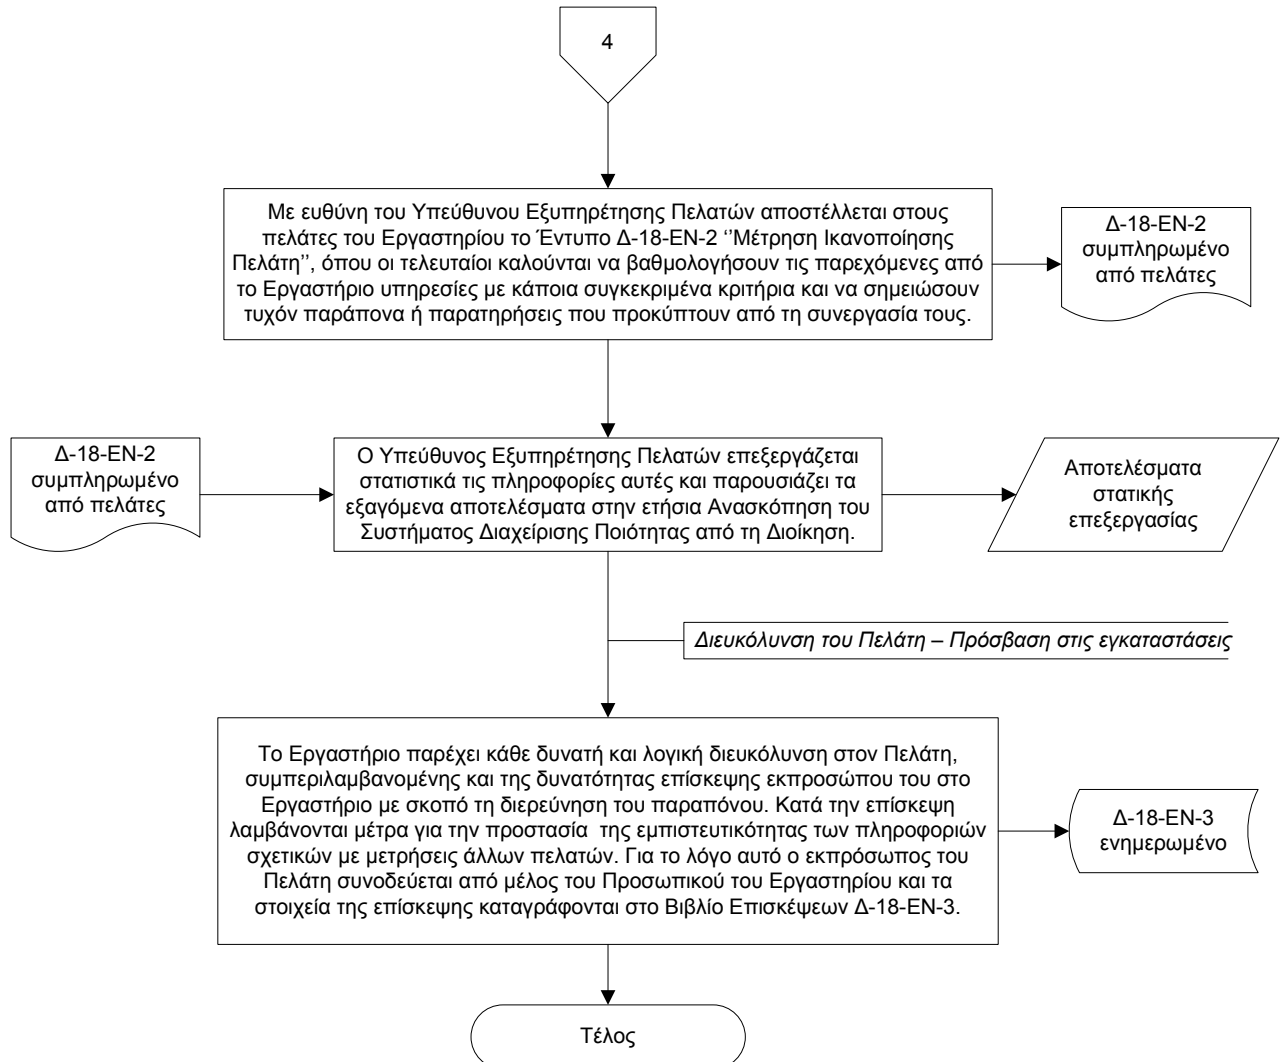 4
Με ευθύνη του Υπεύθυνου Εξυπηρέτησης Πελατών αποστέλλεται στους
πελάτες του Εργαστηρίου το Έντυπο Δ-18-ΕΝ-2 ‘’Μέτρηση Ικανοποίησης
Πελάτη’’, όπου οι τελευταίοι καλούνται να βαθμολογήσουν τις παρεχόμενες από
το Εργαστήριο υπηρεσίες με κάποια συγκεκριμένα κριτήρια και να σημειώσουν
τυχόν παράπονα ή παρατηρήσεις που προκύπτουν από τη συνεργασία τους.
Δ-18-ΕΝ-2
συμπληρωμένο
από πελάτες
Δ-18-ΕΝ-2
συμπληρωμένο
από πελάτες
Ο Υπεύθυνος Εξυπηρέτησης Πελατών επεξεργάζεται
στατιστικά τις πληροφορίες αυτές και παρουσιάζει τα
εξαγόμενα αποτελέσματα στην ετήσια Ανασκόπηση του
Συστήματος Διαχείρισης Ποιότητας από τη Διοίκηση.
Αποτελέσματα
στατικής
επεξεργασίας
Διευκόλυνση του Πελάτη – Πρόσβαση στις εγκαταστάσεις
Το Εργαστήριο παρέχει κάθε δυνατή και λογική διευκόλυνση στον Πελάτη,
συμπεριλαμβανομένης και της δυνατότητας επίσκεψης εκπροσώπου του στο
Εργαστήριο με σκοπό τη διερεύνηση του παραπόνου. Κατά την επίσκεψη
λαμβάνονται μέτρα για την προστασία της εμπιστευτικότητας των πληροφοριών
σχετικών με μετρήσεις άλλων πελατών. Για το λόγο αυτό ο εκπρόσωπος του
Πελάτη συνοδεύεται από μέλος του Προσωπικού του Εργαστηρίου και τα
στοιχεία της επίσκεψης καταγράφονται στο Βιβλίο Επισκέψεων Δ-18-ΕΝ-3.
Δ-18-ΕΝ-3
ενημερωμένο
Τέλος